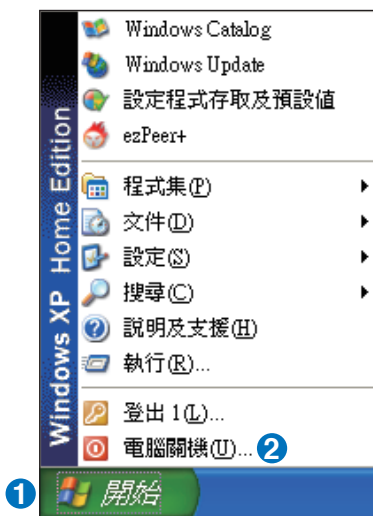 Windows Catalog
Windows Update
設定程式存取及預設值
ezPeer+
程式集(P)
文件(D)
設定(S)
搜尋(C)
說明及支援(H)
執行(R)...
登出 1(L)...
電腦關機(U)... 2
Windows XP Home Edition
1 開始